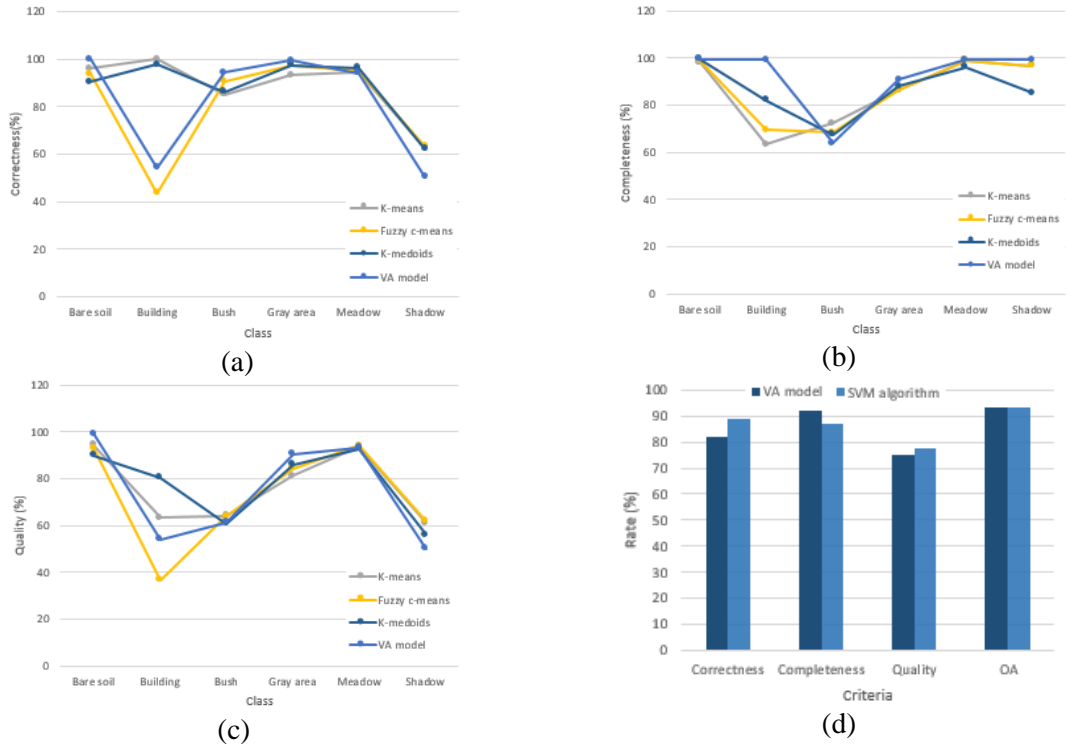 120
100
80
60
40
20
0
Correctness(%)
Bare soil Building Bush Gray area Meadow Shadow
Class
K-means
Fuzzy c-means
K-medoids
VA model
(a)
120
100
80
60
40
20
0
Completeness (%)
Bare soil Building Bush Gray area Meadow Shadow
Class
K-means
Fuzzy c-means
K-medoids
VA model
(b)
120
100
80
60
40
20
0
Quality (%)
Bare soil Building Bush Gray area Meadow Shadow
Class
K-means
Fuzzy c-means
K-medoids
VA model
(c)
100
90
80
70
60
50
40
30
20
10
0
Rate (%)
VA model SVM algorithm
Correctness Completeness Quality OA
Criteria
(d)